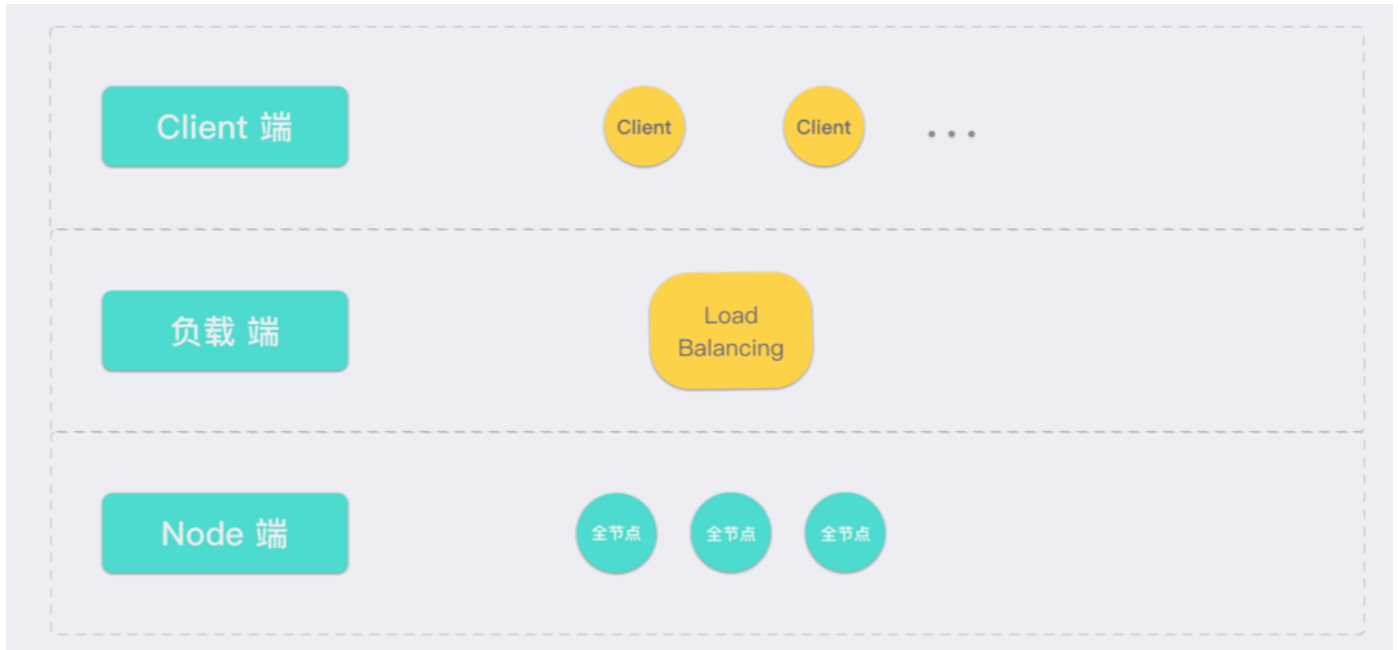 Client 端
Client
Client
...
负载 端
Load
Balancing
Node 端
全节点
全节点
全节点